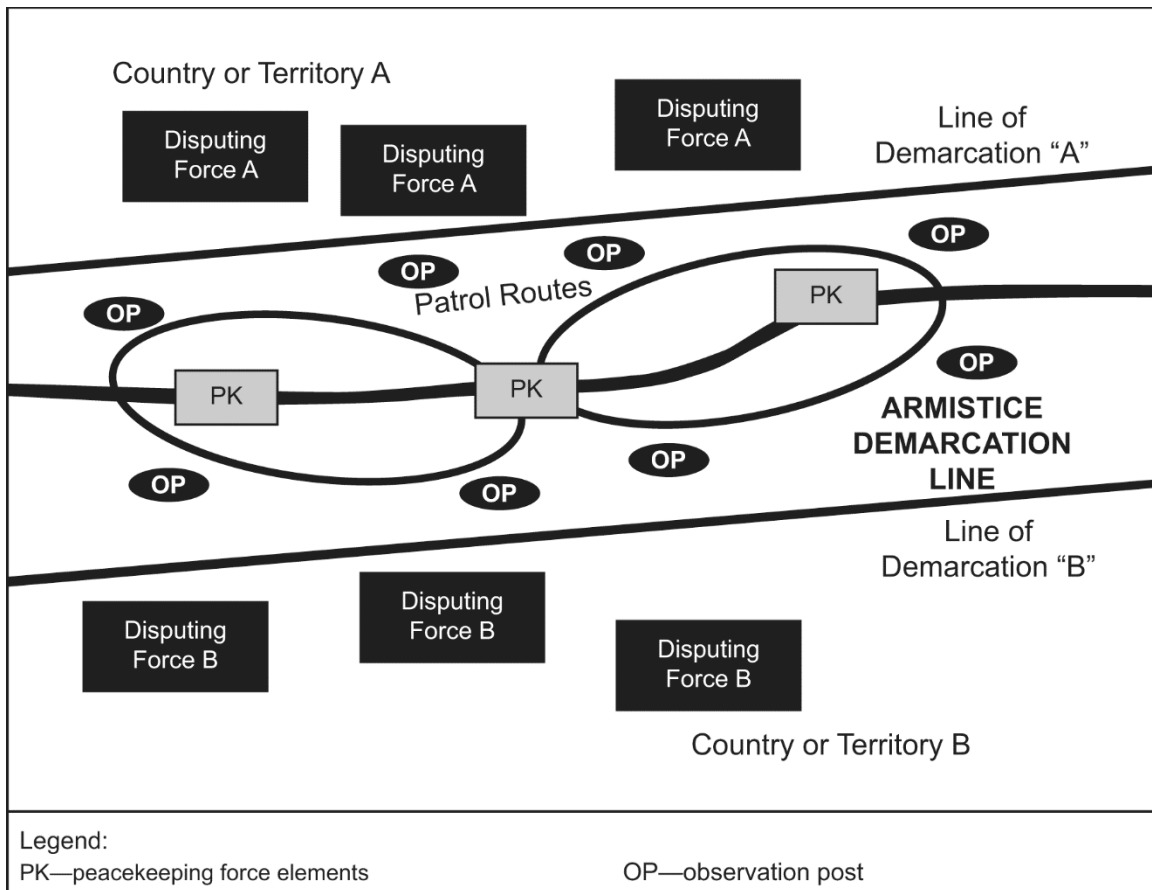 Country or Territory A
Disputing
Force A
Disputing
Force A
Disputing
Force A
Line of
Demarcation “A”
OP
OP
OP
OP
Patrol Routes
PK
PK
PK
OP
ARMISTICE
DEMARCATION
LINE
OP
OP
OP
Line of
Demarcation “B”
Disputing
Force B
Disputing
Force B
Disputing
Force B
Country or Territory B
Legend:
PK—peacekeeping force elements
OP—observation post